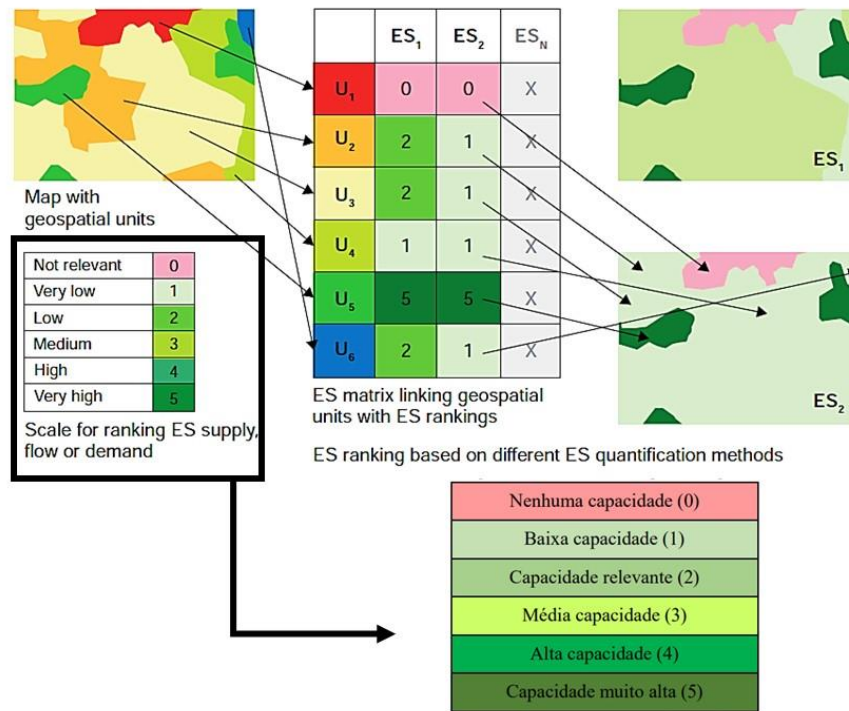 ES1 ES2 ESN
U1 0 0 X
U2 2 1 X
U3 2 1 X
U4 1 1 X
U5 5 5 X
U6 2 1 X
ES1
ES2
Map with
geospatial units
Not relevant 0
Very low 1
Low 2
Medium 3
High 4
Very high 5
Scale for ranking ES supply,
flow or demand
ES matrix linking geospatial
units with ES rankings
ES ranking based on different ES quantification methods
Nenhuma capacidade (0)
Baixa capacidade (1)
Capacidade relevante (2)
Média capacidade (3)
Alta capacidade (4)
Capacidade muito alta (5)